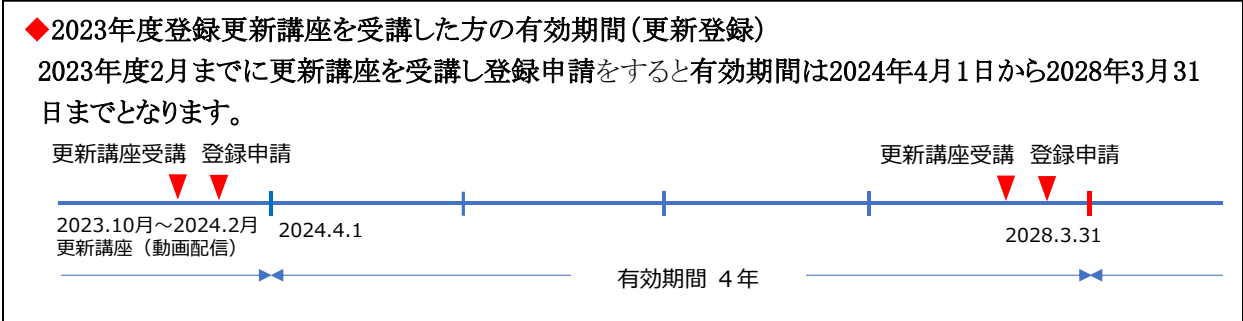 ◆2023年度登録更新講座を受講した方の有効期間(更新登録)
2023年度2月までに更新講座を受講し登録申請をすると有効期間は2024年4月1日から2028年3月31
日までとなります。
更新講座受講 登録申請 更新講座受講 登録申請
2023.10月～2024.2月 2024.4.1 2028.3.31
更新講座（動画配信）
有効期間 ４年